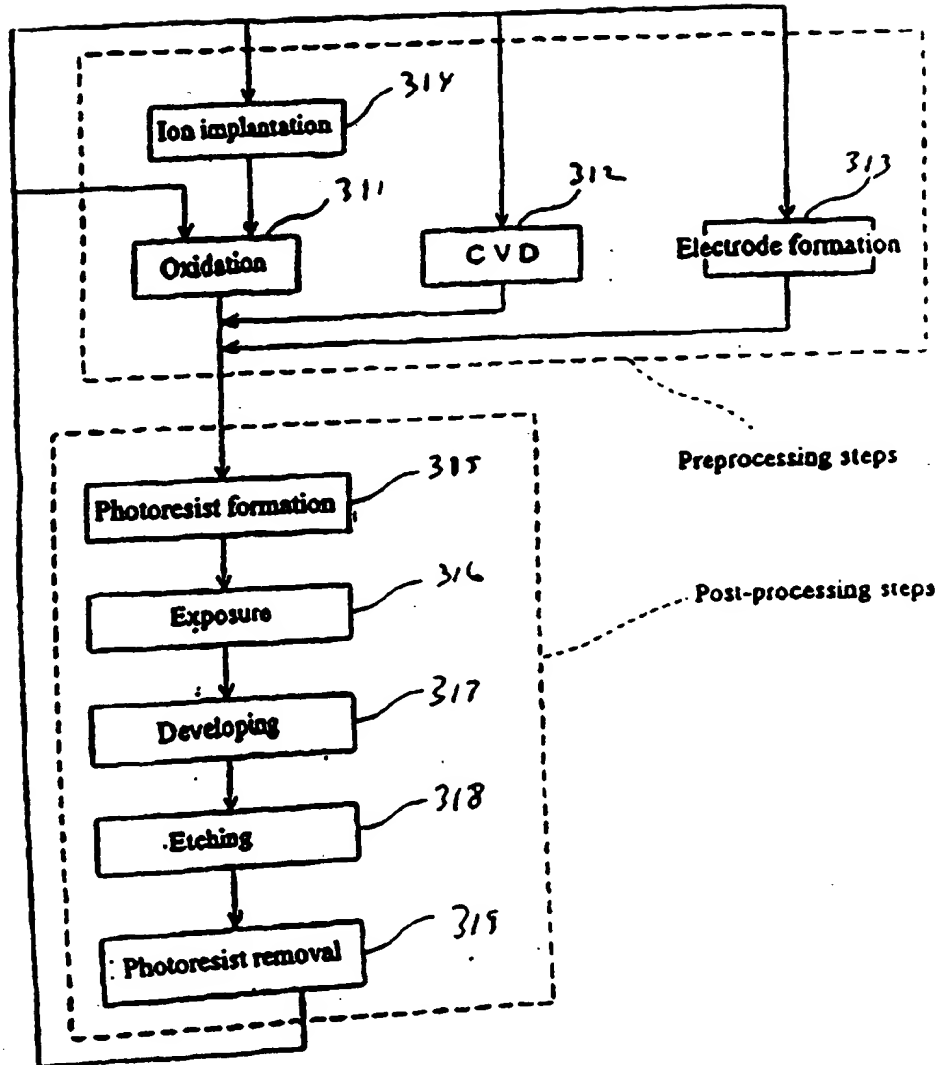 314
Ion implantation
311
312
313
Oxidation
CVD
Electrode formation
Preprocessing steps
315
Photoresist formation
316
Exposure
Post-processing steps
317
Developing
318
Etching
319
Photoresist removal